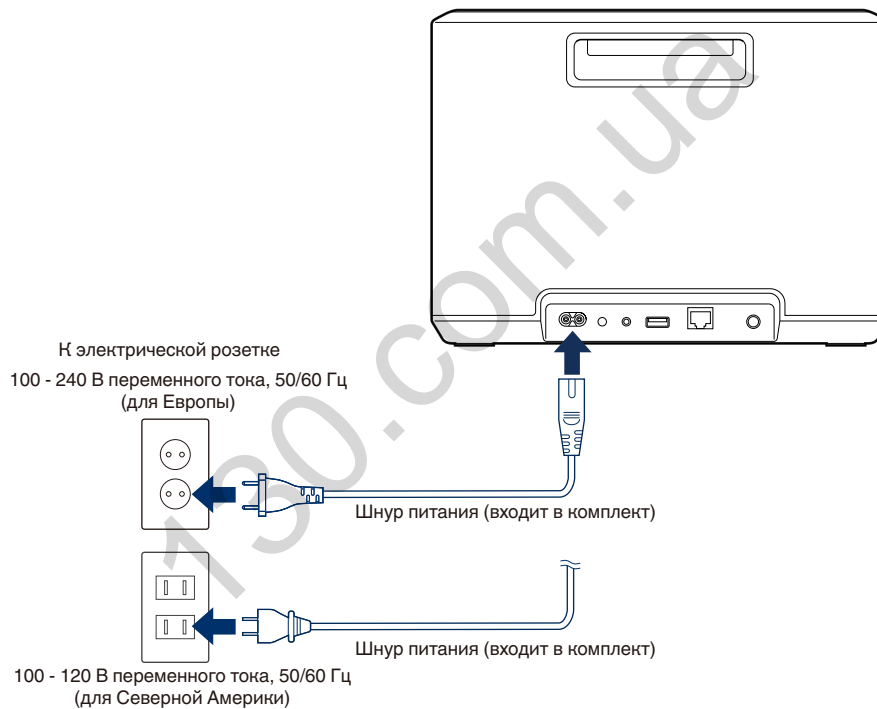 К электрической розетке
100 - 240 В переменного тока, 50/60 Гц
(для Европы)
Шнур питания (входит в комплект)
Шнур питания (входит в комплект)
100 - 120 В переменного тока, 50/60 Гц
(для Северной Америки)
130.com.ua